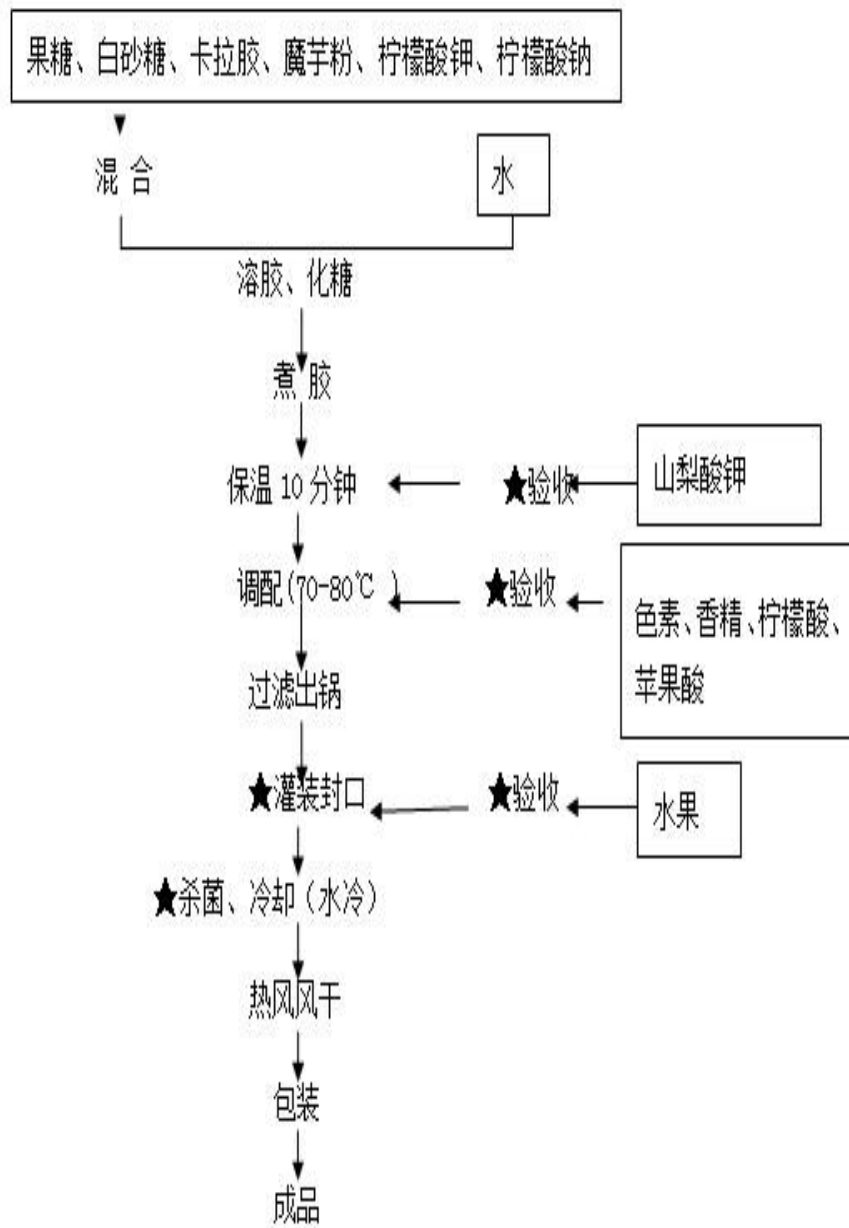 果糖、白砂糖、卡拉胶、魔芋粉、柠檬酸钾、柠檬酸钠
混 合
水
溶胶、化糖
煮 胶
保温 10 分钟
★验收
山梨酸钾
调配(70-80℃ )
★验收
色素、香精、柠檬酸、
苹果酸
过滤出锅
★灌装封口
★验收
水果
★杀菌、冷却（水冷）
热风风干
包装
成品